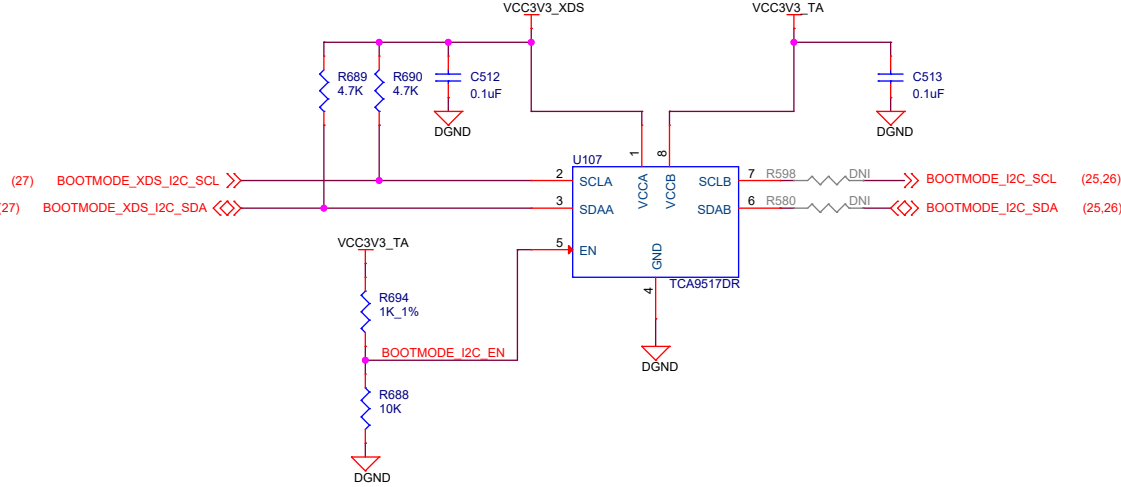 VCC3V3_XDS
VCC3V3_TA
R689
4.7K
R690
4.7K
C512
0.1uF
DGND
C513
0.1uF
DGND
U107
1
8
(27) BOOTMODE_XDS_I2C_SCL
2
SCLA
VCCA
VCCB
SCLB
7
R598
DNI
BOOTMODE_I2C_SCL (25,26)
27) BOOTMODE_XDS_I2C_SDA
3
SDAA
SDAB
6
R580
DNI
BOOTMODE_I2C_SDA (25,26)
VCC3V3_TA
5
EN
GND
TCA9517DR
4
R694
1K_1%
BOOTMODE_I2C_EN
DGND
R688
10K
DGND